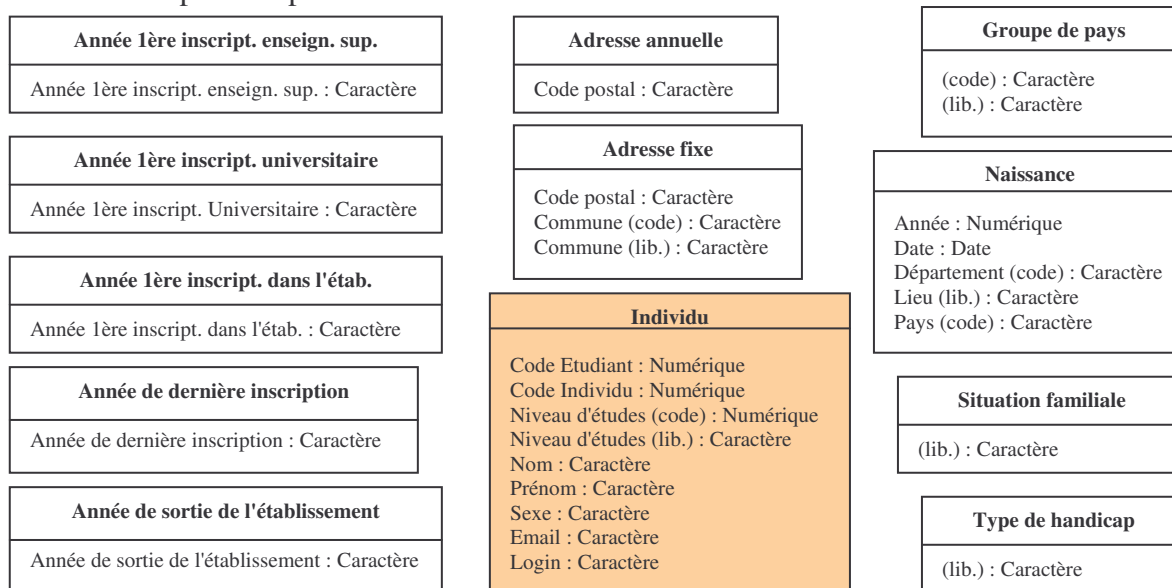 Année 1ère inscript. enseign. sup.
Année 1ère inscript. enseign. sup. : Caractère
Année 1ère inscript. universitaire
Année 1ère inscript. Universitaire : Caractère
Année 1ère inscript. dans l'étab.
Année 1ère inscript. dans l'étab. : Caractère
Année de dernière inscription
Année de dernière inscription : Caractère
Année de sortie de l'établissement
Année de sortie de l'établissement : Caractère
Adresse annuelle
Code postal : Caractère
Adresse fixe
Code postal : Caractère
Commune (code) : Caractère
Commune (lib.) : Caractère
Individu
Code Etudiant : Numérique
Code Individu : Numérique
Niveau d'études (code) : Numérique
Niveau d'études (lib.) : Caractère
Nom : Caractère
Prénom : Caractère
Sexe : Caractère
Email : Caractère
Login : Caractère
Groupe de pays
(code) : Caractère
(lib.) : Caractère
Naissance
Année : Numérique
Date : Date
Département (code) : Caractère
Lieu (lib.) : Caractère
Pays (code) : Caractère
Situation familiale
(lib.) : Caractère
Type de handicap
(lib.) : Caractère